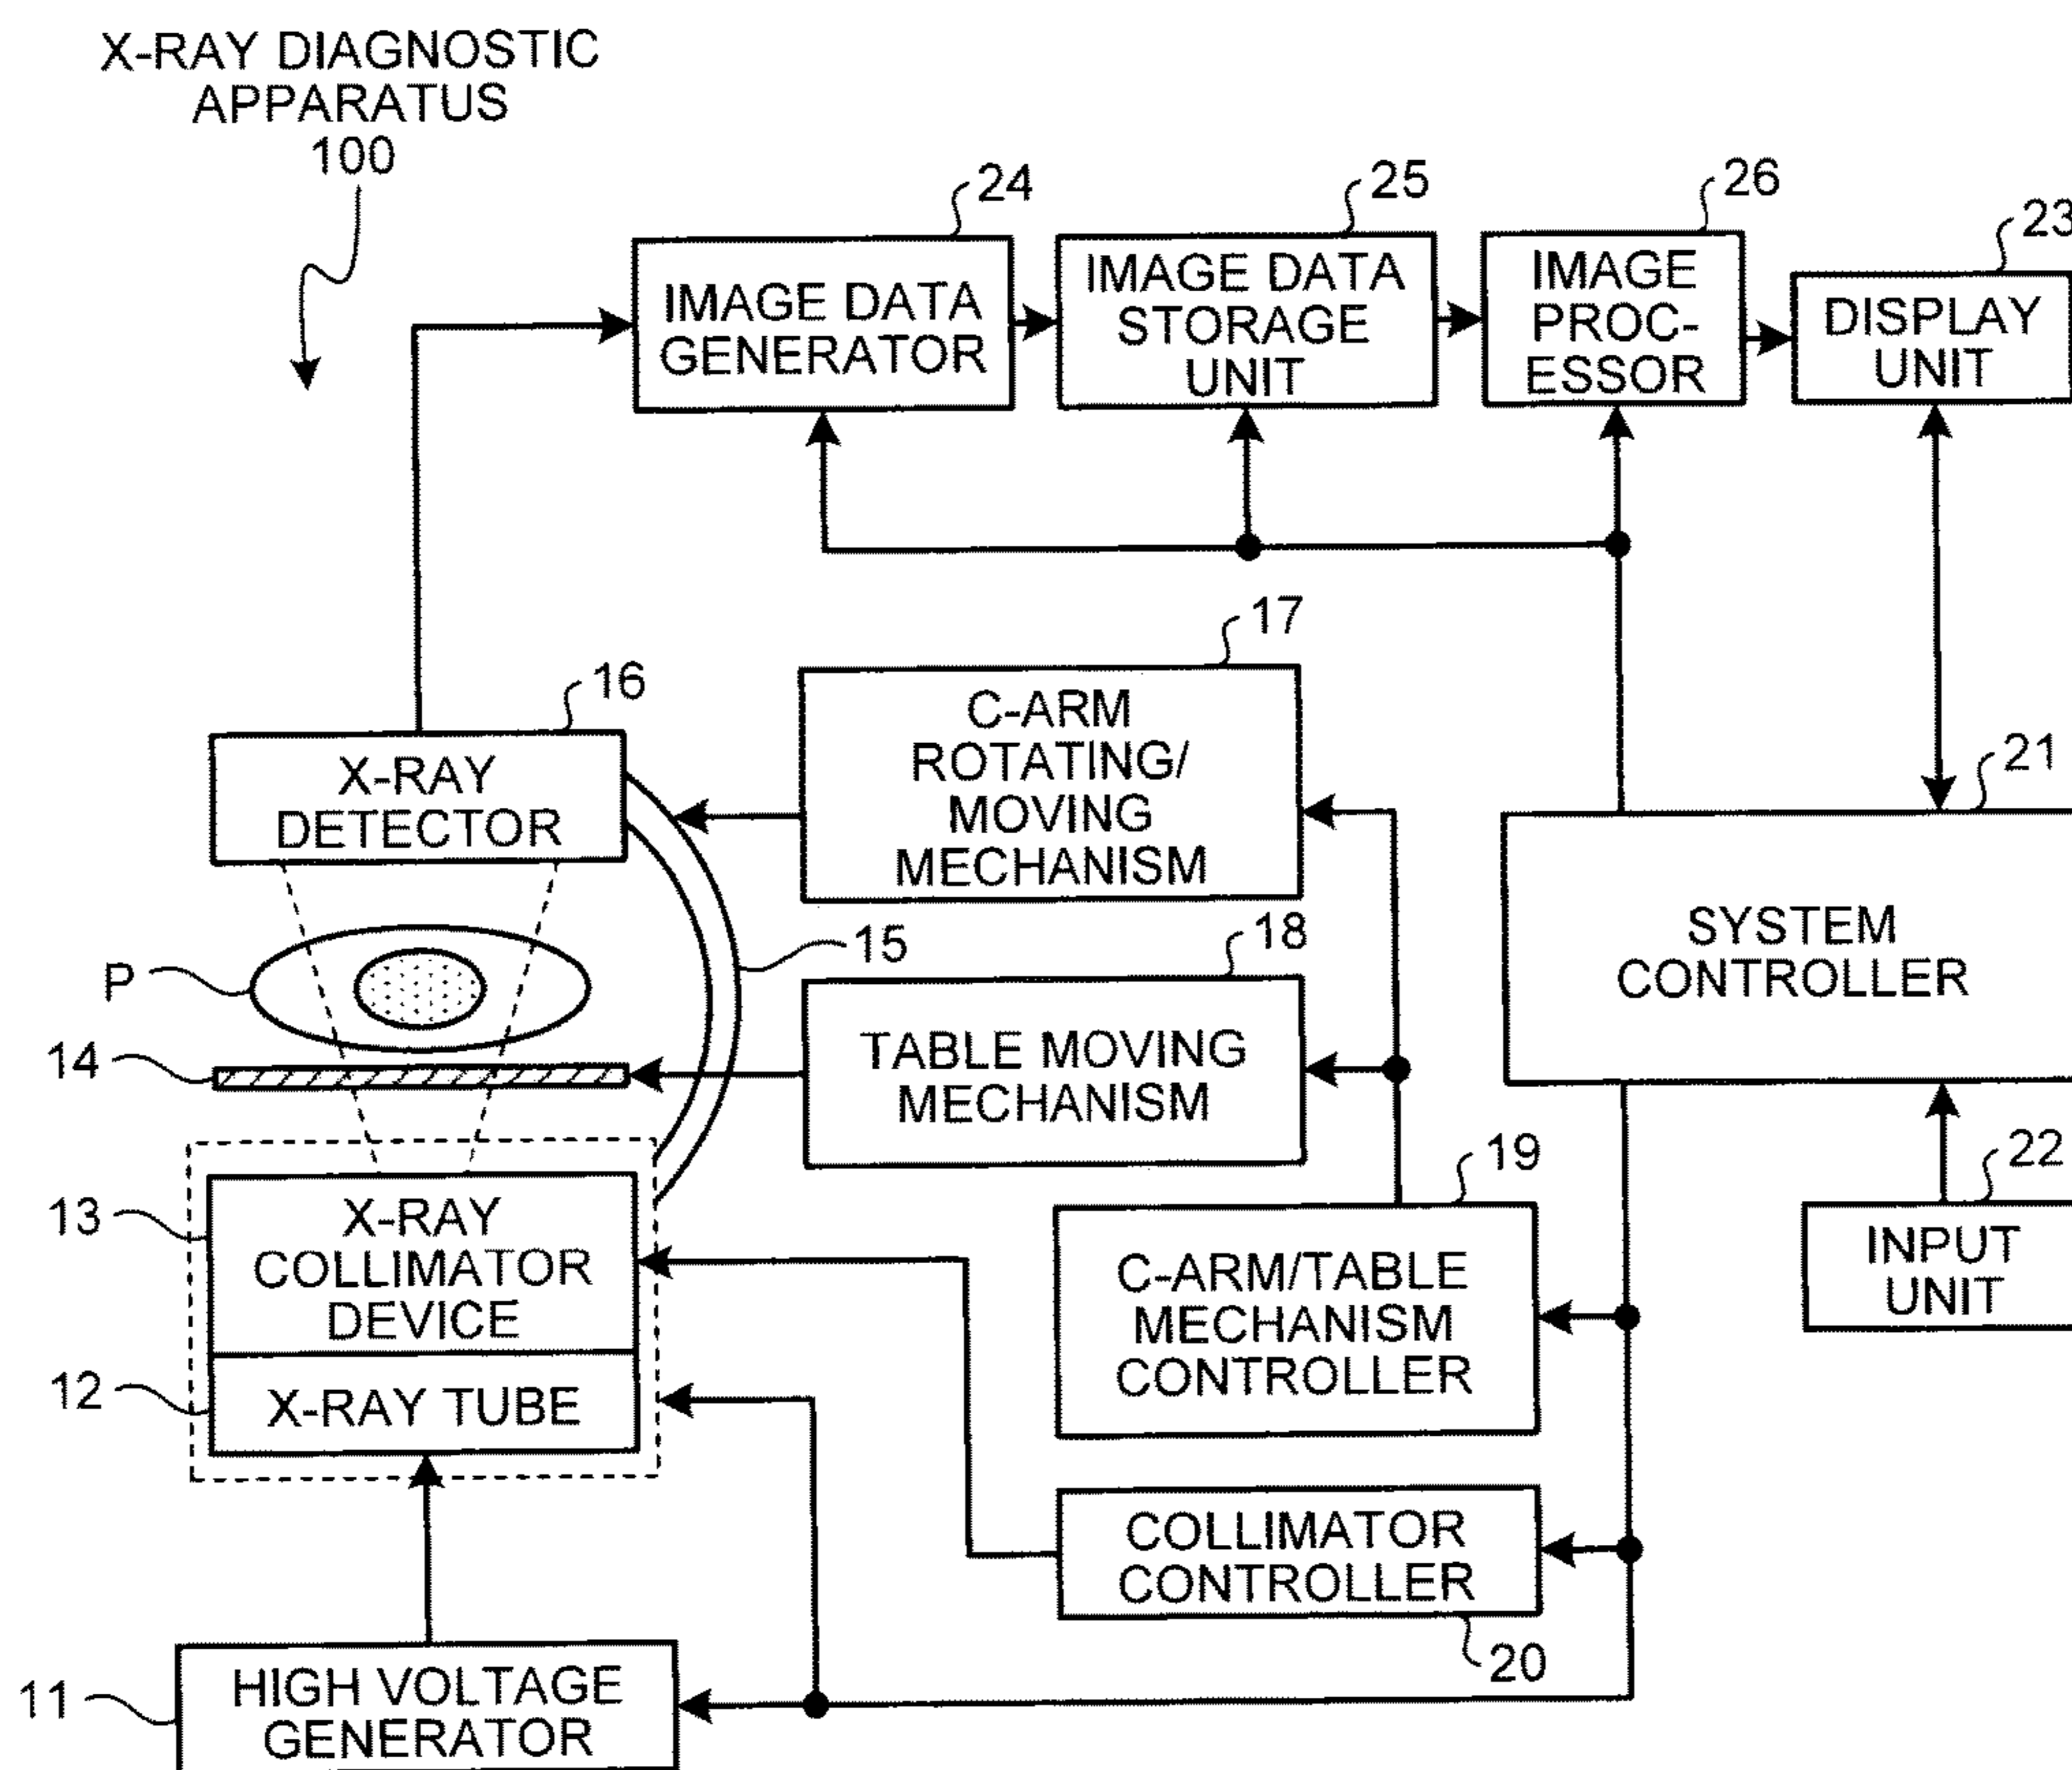 X-RAY DIAGNOSTIC
APPARATUS
100
24
25
26
23
IMAGE DATA
GENERATOR
IMAGE DATA
STORAGE
UNIT
IMAGE
PROC-
ESSOR
DISPLAY
UNIT
17
16
C-ARM
ROTATING/
MOVING
MECHANISM
X-RAY
DETECTOR
21
15
18
SYSTEM
CONTROLLER
P
14
TABLE MOVING
MECHANISM
19
22
13
X-RAY
COLLIMATOR
DEVICE
C-ARM/TABLE
MECHANISM
CONTROLLER
INPUT
UNIT
12
X-RAY TUBE
COLLIMATOR
CONTROLLER
20
11
HIGH VOLTAGE
GENERATOR